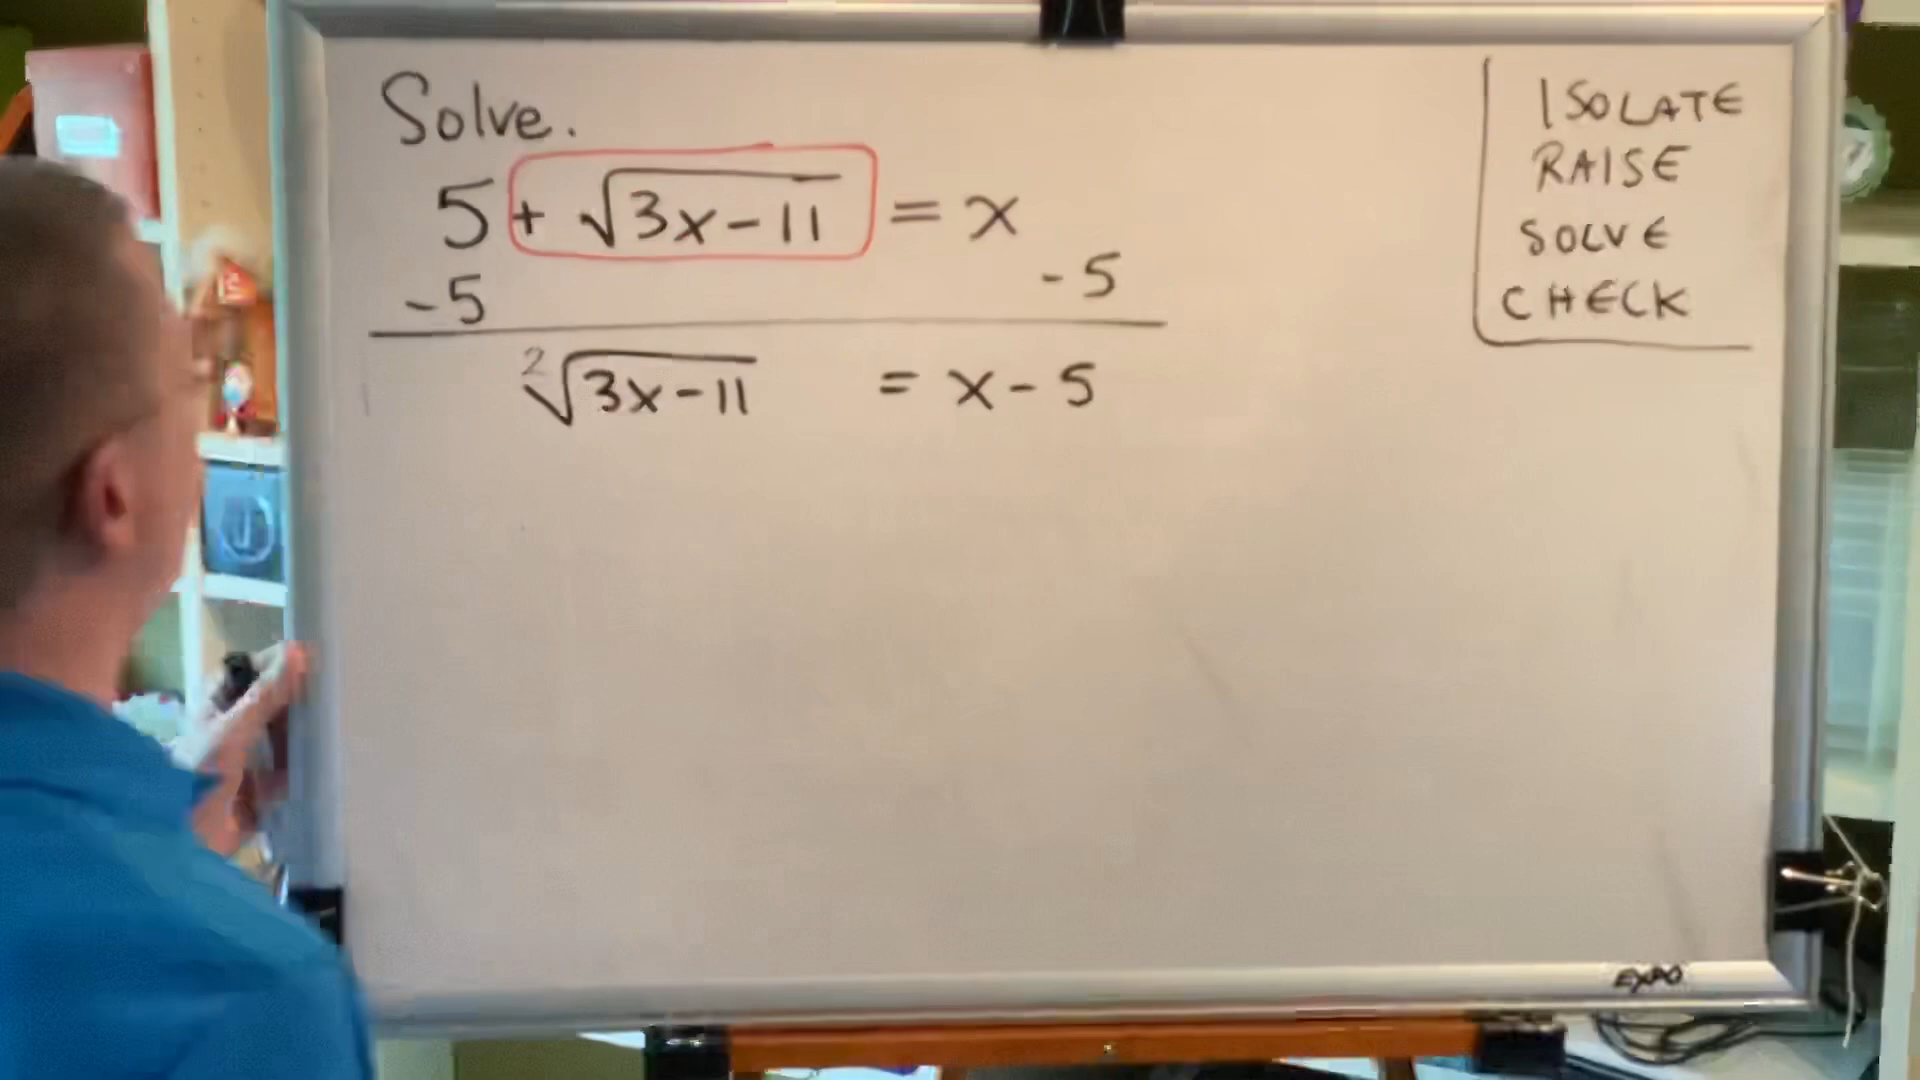 Solve.
5 + √3x-11 = x
-5 -5
²√3x-11 = x-5
ISOLATE
RAISE
SOLVE
CHECK
EXPO